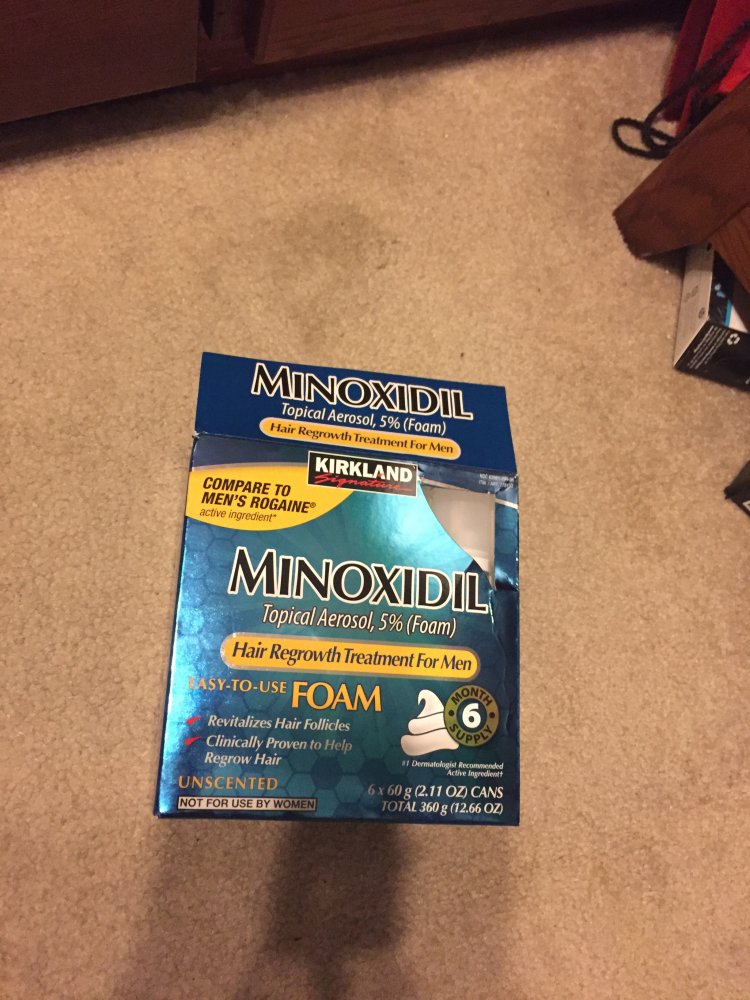 MINOXIDIL
Topical Aerosol, 5% (Foam)
Hair Regrowth Treatment For Men
KIRKLAND
Signature
COMPARE TO
MEN'S ROGAINE®
active ingredient*
MINOXIDIL
Topical Aerosol, 5% (Foam)
Hair Regrowth Treatment For Men
EASY-TO-USE FOAM
Revitalizes Hair Follicles
Clinically Proven to Help
Regrow Hair
MONTH
6
SUPPLY
#1 Dermatologist Recommended
Active Ingredient†
UNSCENTED
NOT FOR USE BY WOMEN
6 x 60 g (2.11 OZ) CANS
TOTAL 360 g (12.66 OZ)